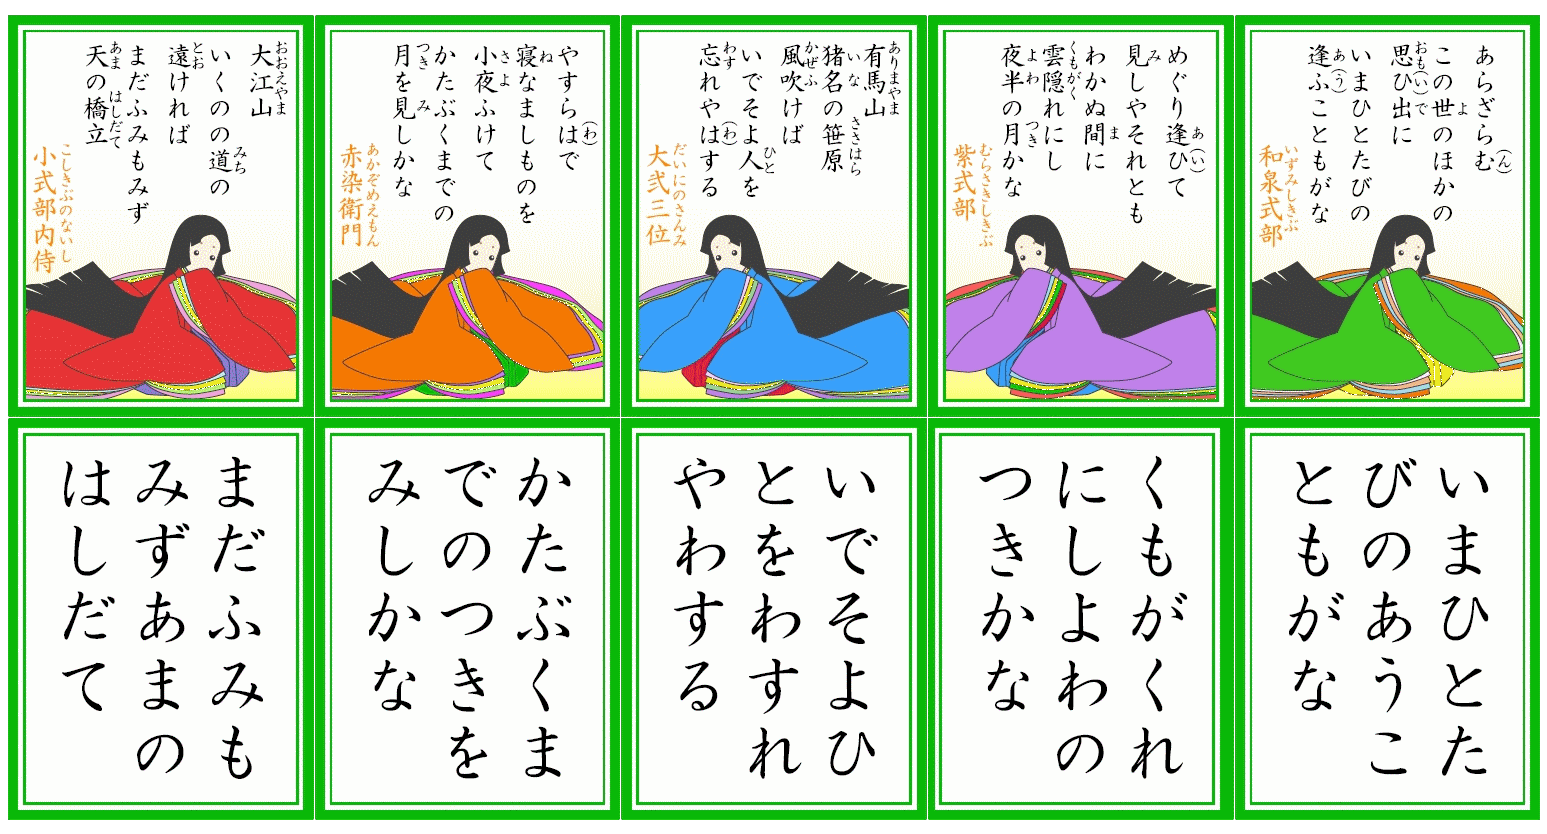 あらざらむ(ん)
この世のほかの
思ひ出に
いまひとたびの
逢ふこともがな
和泉式部
めぐり逢ひて
見しやそれとも
わかぬ間に
雲隠れにし
夜半の月かな
紫式部
有馬山
猪名の笹原
風吹けば
いでそよ人を
忘れやはする
大弐三位
やすらはで
寝なましものを
小夜ふけて
かたぶくまでの
月を見しかな
赤染衛門
大江山
いくのの道の
遠ければ
まだふみもみず
天の橋立
小式部内侍
いまひとた
びのあうこ
ともがな
くもがくれ
にしよわの
つきかな
いでそよひ
とをわすれ
やわする
かたぶくま
でのつきを
みしかな
まだふみも
みずあまの
はしだて